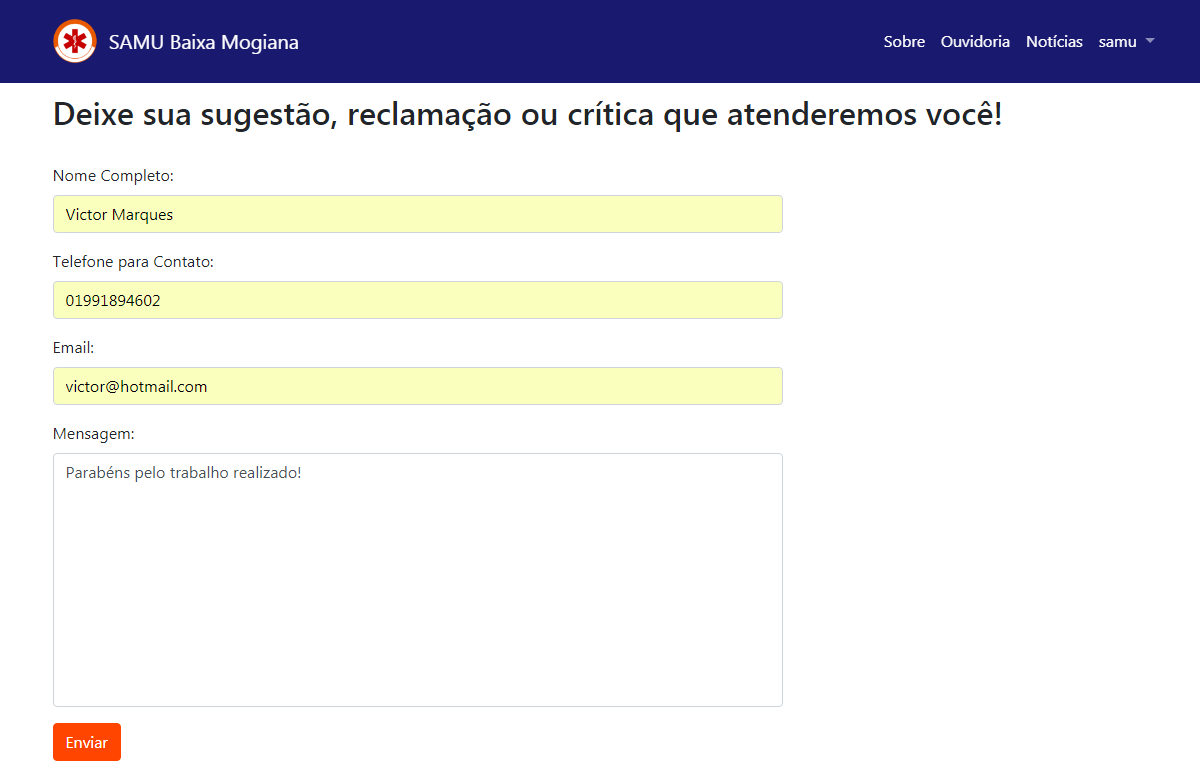 SAMU Baixa Mogiana
Sobre Ouvidoria Notícias samu
Deixe sua sugestão, reclamação ou crítica que atenderemos você!
Nome Completo:
Victor Marques
Telefone para Contato:
01991894602
Email:
victor@hotmail.com
Mensagem:
Parabéns pelo trabalho realizado!
Enviar